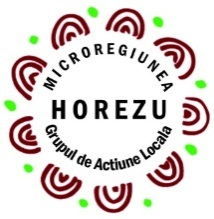 MICROREGIUNEA
HOREZU
Grupul de Actiune Locala